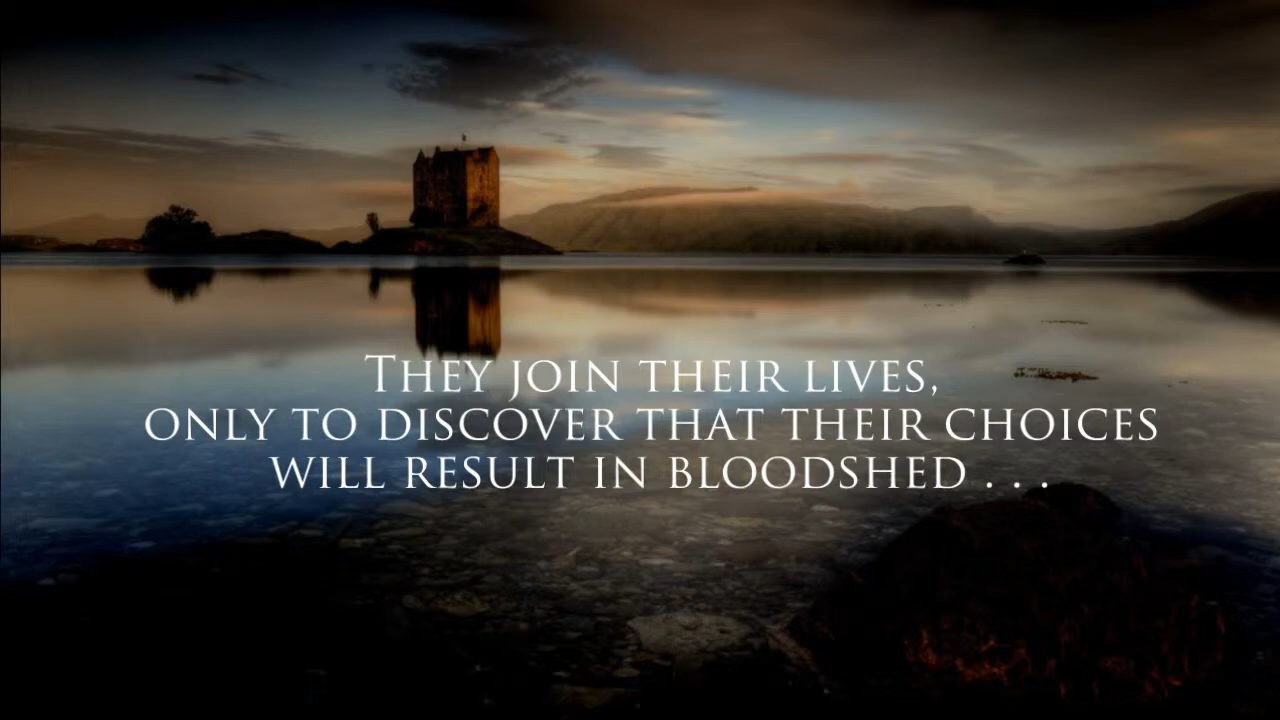 They join their lives,
only to discover that their choices
will result in bloodshed . . .